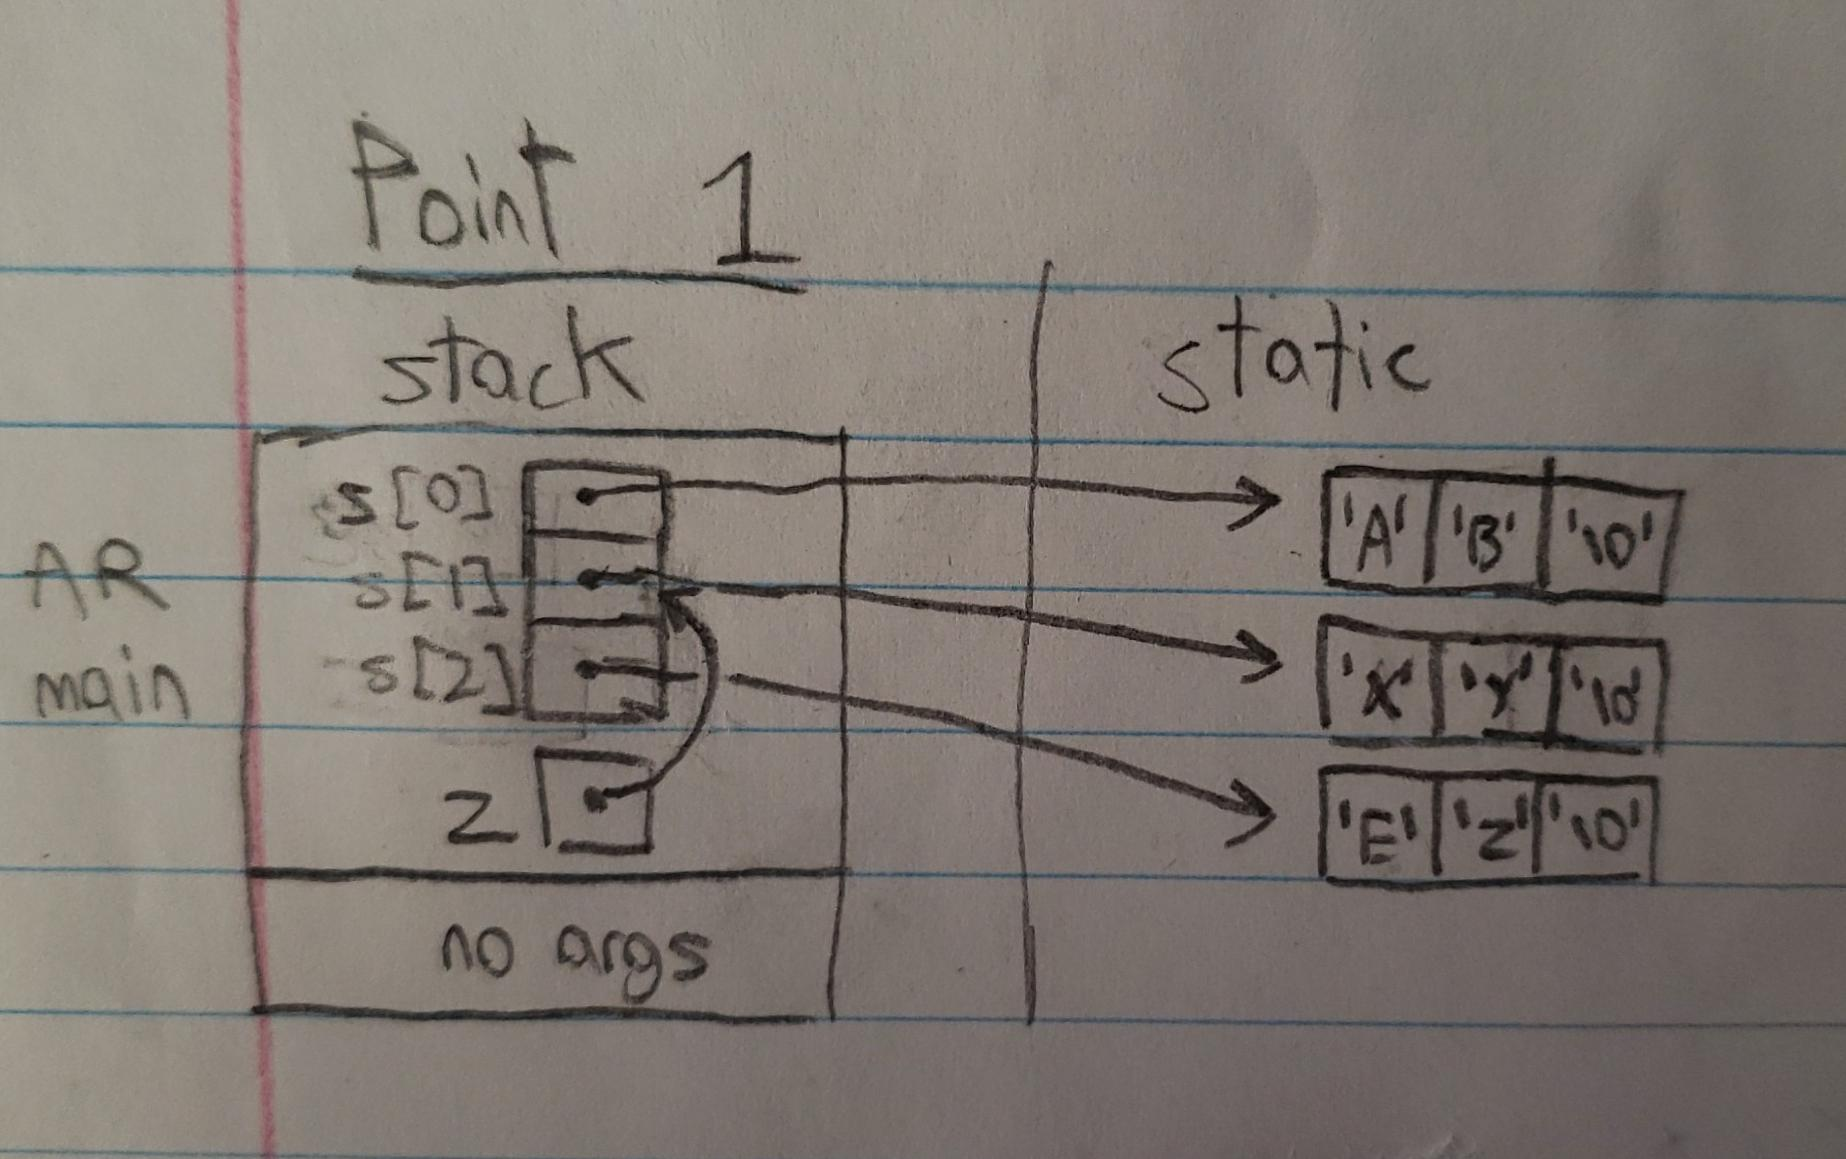 Point 1
stack static
s[0] 'A' 'B' '\0'
AR s[1]
main s[2] 'X' 'Y' '\0'
z 'E' 'Z' '\0'
no args